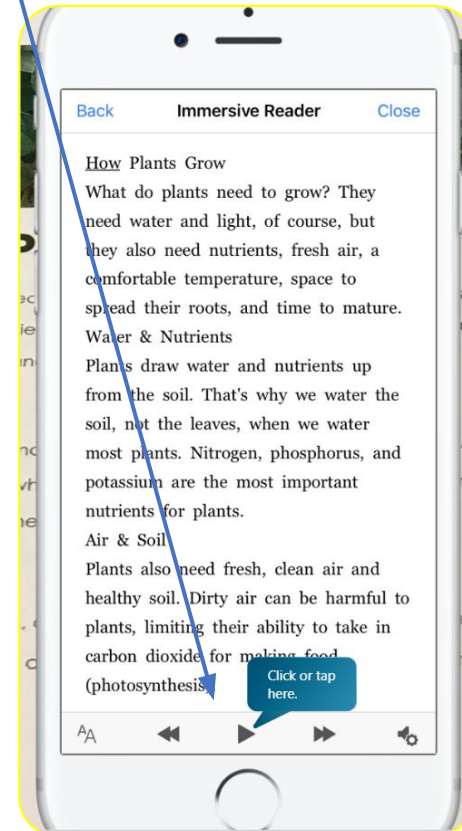 Back Immersive Reader Close
How Plants Grow
What do plants need to grow? They
need water and light, of course, but
they also need nutrients, fresh air, a
comfortable temperature, space to
spread their roots, and time to mature.
Water & Nutrients
Plants draw water and nutrients up
from the soil. That's why we water the
soil, not the leaves, when we water
most plants. Nitrogen, phosphorus, and
potassium are the most important
nutrients for plants.
Air & Soil
Plants also need fresh, clean air and
healthy soil. Dirty air can be harmful to
plants, limiting their ability to take in
carbon dioxide for making food
(photosynthesis)
Click or tap
here.
AA